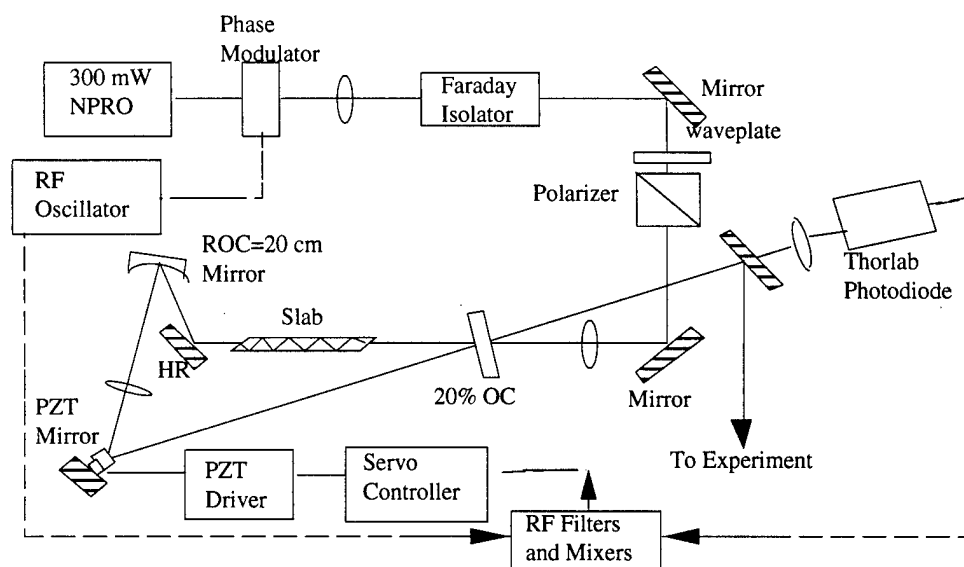 Phase
Modulator
300 mW
NPRO
Faraday
Isolator
Mirror
waveplate
RF
Oscillator
Polarizer
ROC=20 cm
Mirror
Thorlab
Photodiode
Slab
HR
20% OC
Mirror
PZT
Mirror
To Experiment
PZT
Driver
Servo
Controller
RF Filters
and Mixers